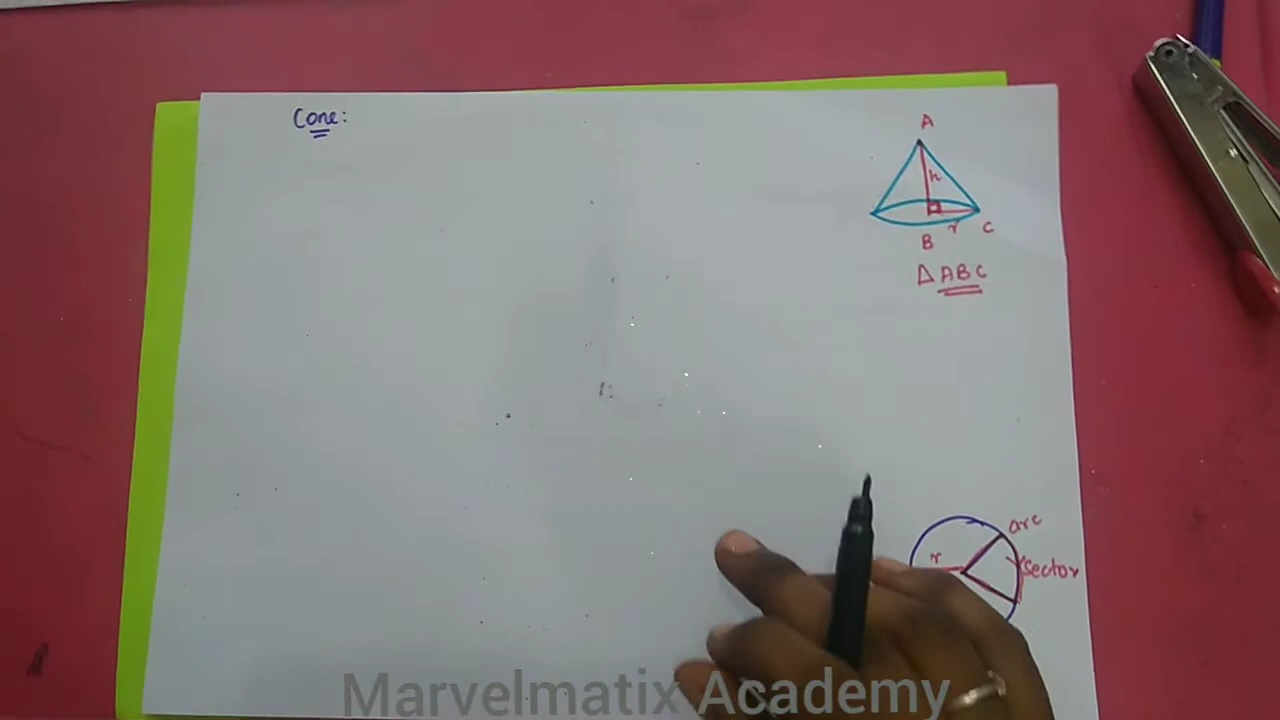 Cone:
A
h
B r C
Δ ABC
arc
r
sector
Marvelmatix Academy